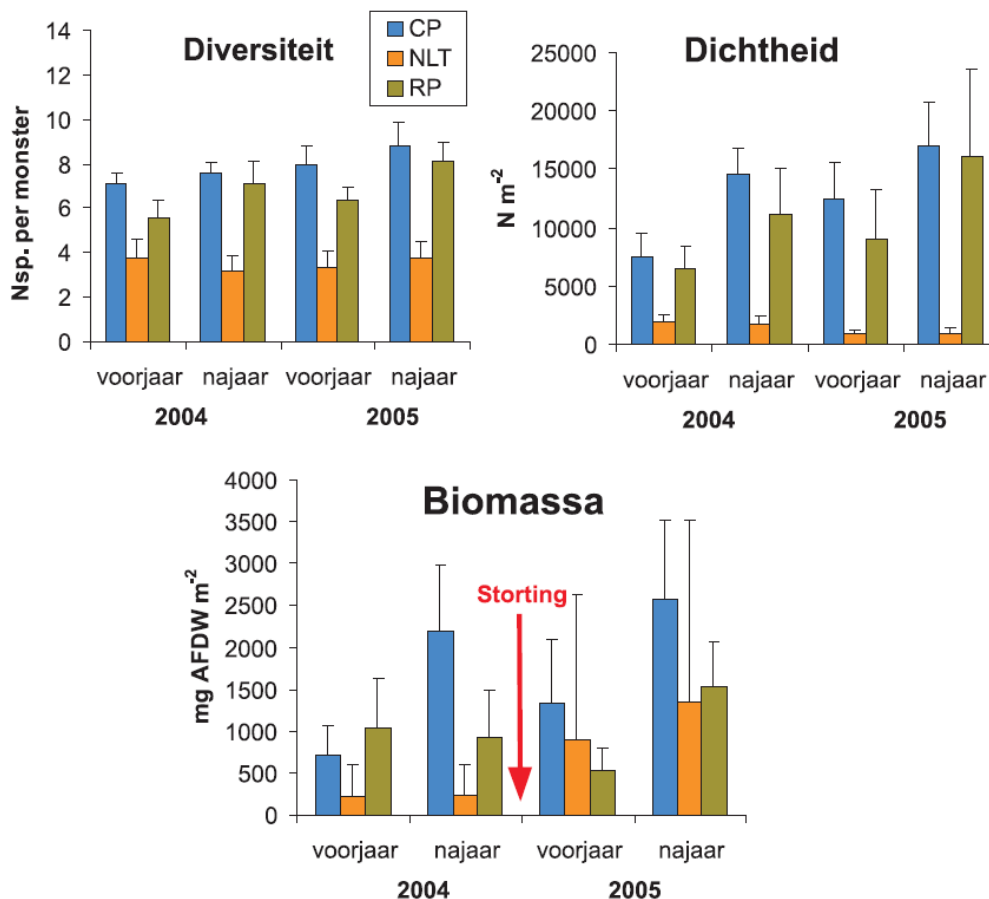 Diversiteit
CP
NLT
RP
Nsp. per monster
14
12
10
8
6
4
2
0
voorjaar najaar voorjaar najaar
2004 2005
Dichtheid
N m⁻²
25000
20000
15000
10000
5000
0
voorjaar najaar voorjaar najaar
2004 2005
Biomassa
Storting
mg AFDW m⁻²
4000
3500
3000
2500
2000
1500
1000
500
0
voorjaar najaar voorjaar najaar
2004 2005